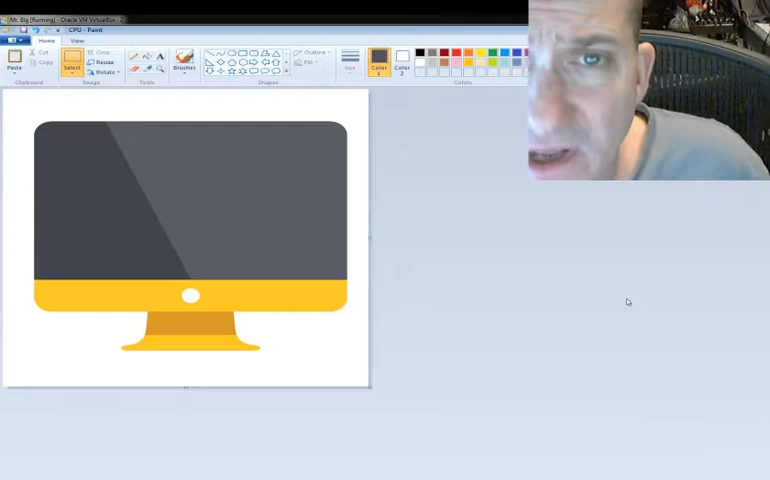 Mr. Big [Running] - Oracle VM VirtualBox : 2
CPU - Paint
Home View
Cut
Copy
Paste
Clipboard
Crop
Resize
Rotate
Select
Image
Tools
Brushes
Shapes
Outline
Fill
Size
Color 1
Color 2
Colors